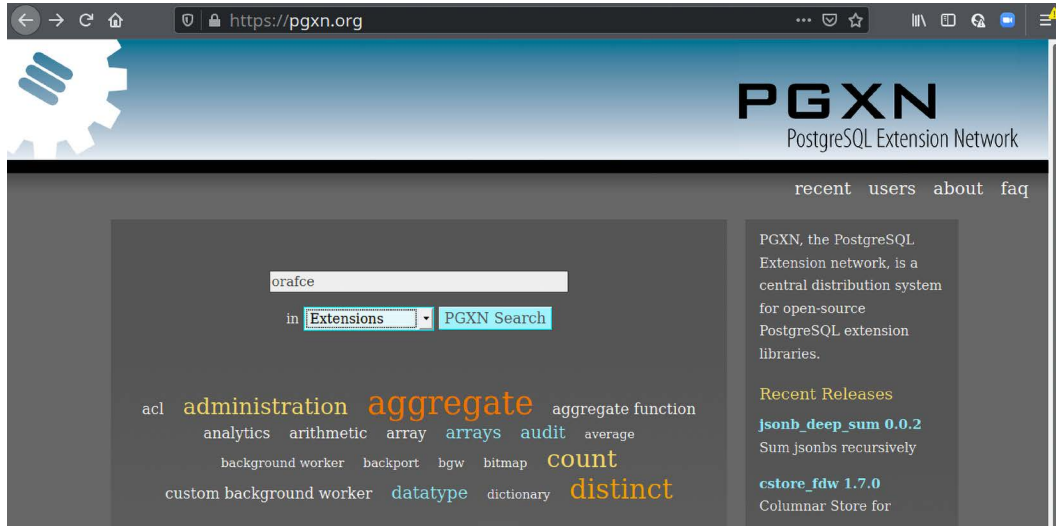 https://pgxn.org
PGXN
PostgreSQL Extension Network
recent users about faq
orafce
in Extensions PGXN Search
acl administration aggregate aggregate function
analytics arithmetic array arrays audit average
background worker backport bgw bitmap count
custom background worker datatype dictionary distinct
PGXN, the PostgreSQL
Extension network, is a
central distribution system
for open-source
PostgreSQL extension
libraries.
Recent Releases
jsonb_deep_sum 0.0.2
Sum jsonbs recursively
cstore_fdw 1.7.0
Columnar Store for